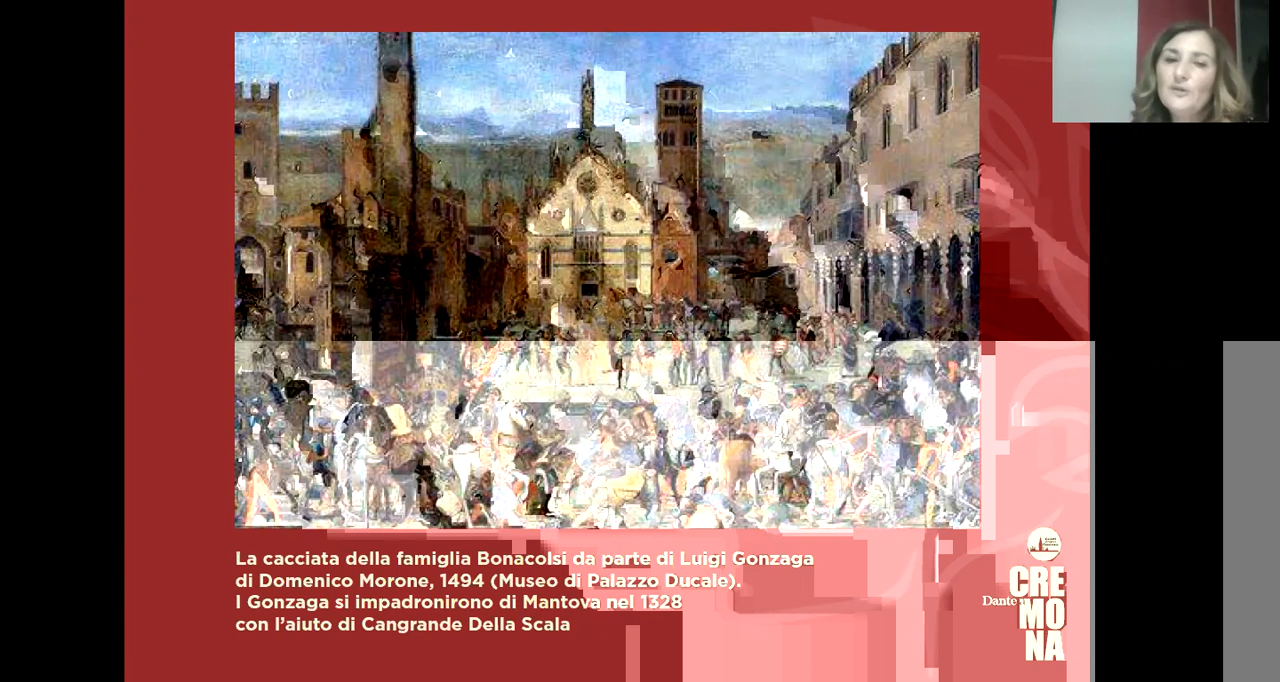 La cacciata della famiglia Bonacolsi da parte di Luigi Gonzaga
di Domenico Morone, 1494 (Museo di Palazzo Ducale).
I Gonzaga si impadronirono di Mantova nel 1328
con l'aiuto di Cangrande Della Scala
Dante
CRE
MO
NA